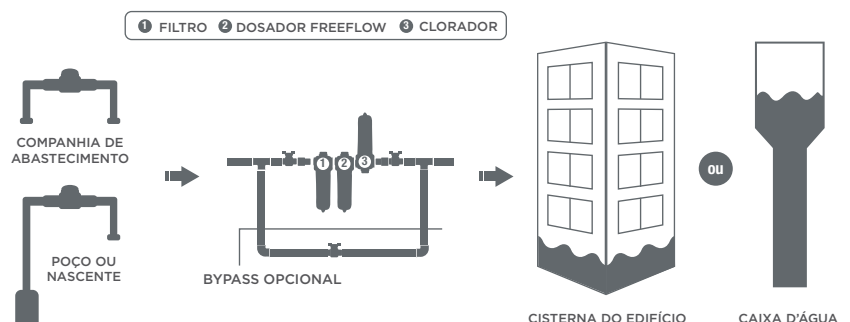 1 FILTRO 2 DOSADOR FREEFLOW 3 CLORADOR
COMPANHIA DE
ABASTECIMENTO
POÇO OU
NASCENTE
1 2 3
BYPASS OPCIONAL
CISTERNA DO EDIFÍCIO
ou
CAIXA D'ÁGUA